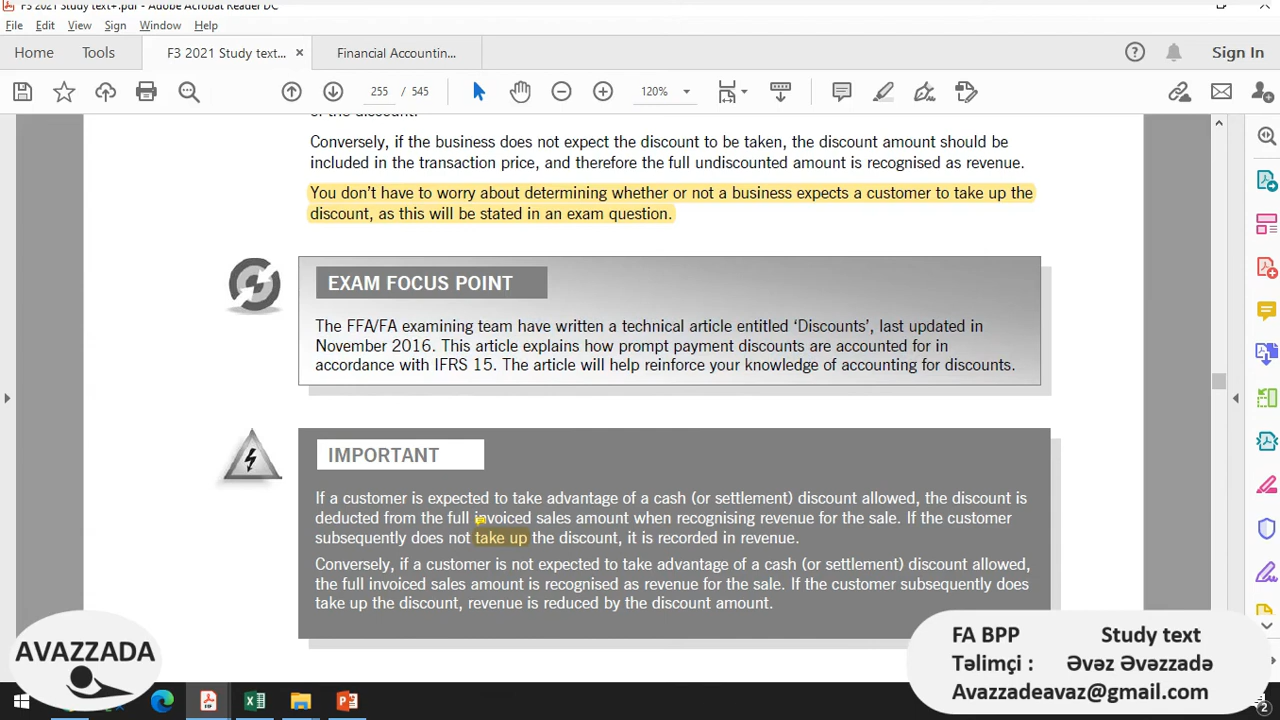 F3 2021 Study text+.pdf - Adobe Acrobat Reader DC
File Edit View Sign Window Help
Home Tools F3 2021 Study text... × Financial Accountin... Sign In
255 / 545 120%
of the discount.
Conversely, if the business does not expect the discount to be taken, the discount amount should be
included in the transaction price, and therefore the full undiscounted amount is recognised as revenue.
You don't have to worry about determining whether or not a business expects a customer to take up the
discount, as this will be stated in an exam question.
EXAM FOCUS POINT
The FFA/FA examining team have written a technical article entitled 'Discounts', last updated in
November 2016. This article explains how prompt payment discounts are accounted for in
accordance with IFRS 15. The article will help reinforce your knowledge of accounting for discounts.
IMPORTANT
If a customer is expected to take advantage of a cash (or settlement) discount allowed, the discount is
deducted from the full invoiced sales amount when recognising revenue for the sale. If the customer
subsequently does not take up the discount, it is recorded in revenue.
Conversely, if a customer is not expected to take advantage of a cash (or settlement) discount allowed,
the full invoiced sales amount is recognised as revenue for the sale. If the customer subsequently does
take up the discount, revenue is reduced by the discount amount.
AVAZZADA
FA BPP Study text
Təlimçi : Əvəz Əvəzzadə
Avazzadeavaz@gmail.com
2